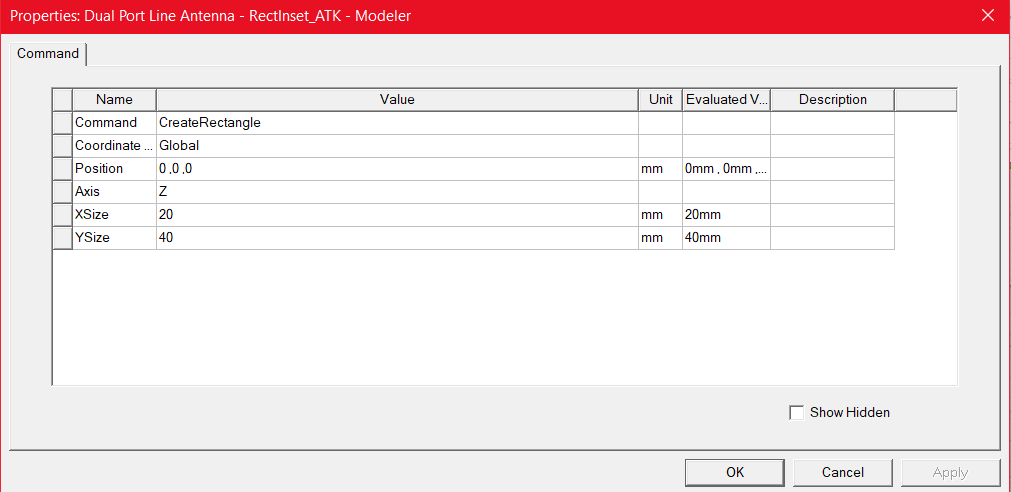 Properties: Dual Port Line Antenna - RectInset_ATK - Modeler
Command
Name Value Unit Evaluated V... Description
Command CreateRectangle
Coordinate ... Global
Position 0 ,0 ,0 mm 0mm , 0mm ,...
Axis Z
XSize 20 mm 20mm
YSize 40 mm 40mm
Show Hidden
OK Cancel Apply